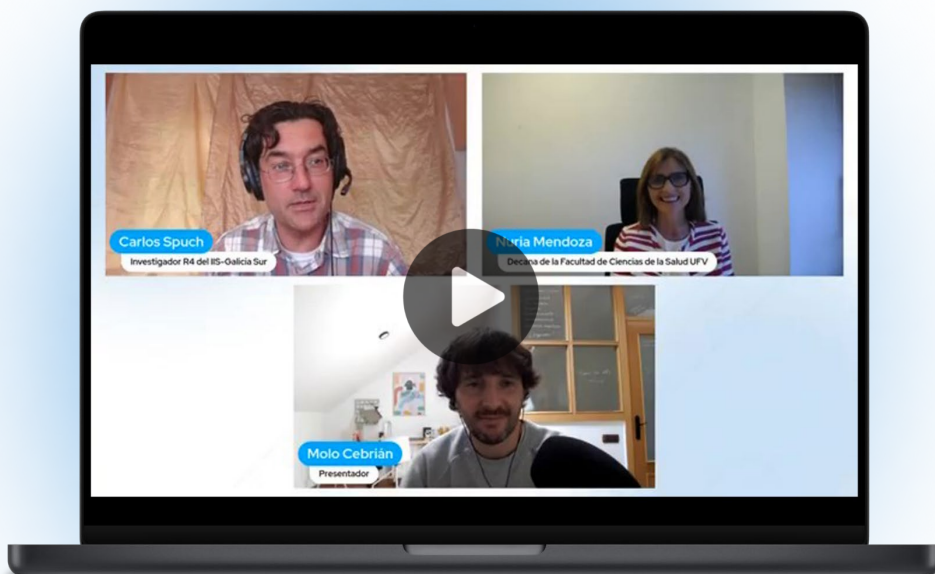 Carlos Spuch
Investigador R4 del IIS-Galicia Sur
Nuria Mendoza
Decana de la Facultad de Ciencias de la Salud UFV
Molo Cebrián
Presentador